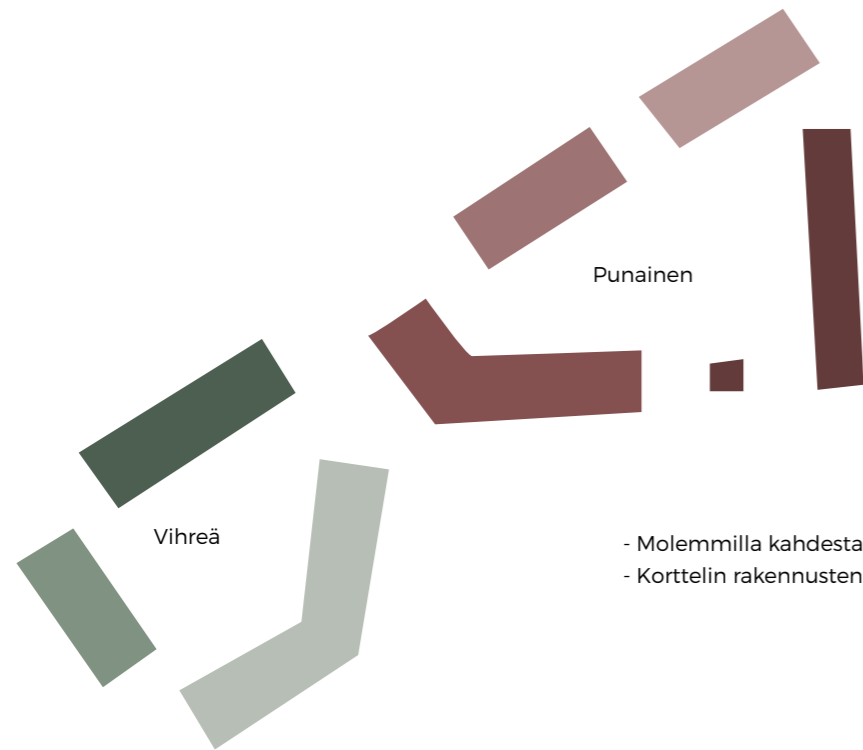 Punainen
Vihreä
- Molemmilla kahdesta
- Korttelin rakennusten